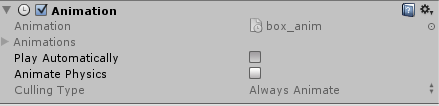 Animation
Animation box_anim
Animations
Play Automatically
Animate Physics
Culling Type Always Animate